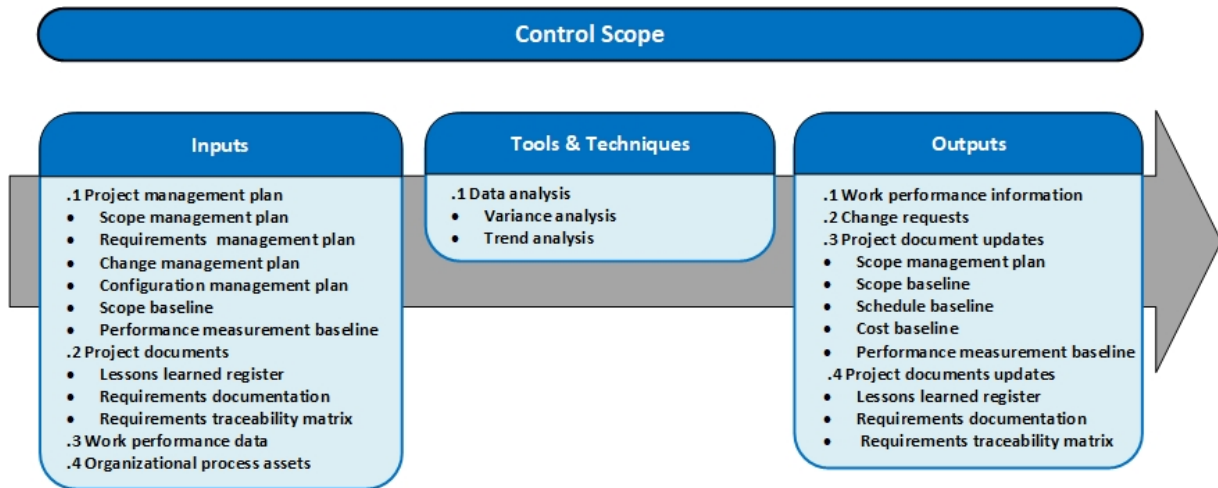 Control Scope
Inputs
.1 Project management plan
• Scope management plan
• Requirements management plan
• Change management plan
• Configuration management plan
• Scope baseline
• Performance measurement baseline
.2 Project documents
• Lessons learned register
• Requirements documentation
• Requirements traceability matrix
.3 Work performance data
.4 Organizational process assets
Tools & Techniques
.1 Data analysis
• Variance analysis
• Trend analysis
Outputs
.1 Work performance information
.2 Change requests
.3 Project document updates
• Scope management plan
• Scope baseline
• Schedule baseline
• Cost baseline
• Performance measurement baseline
.4 Project documents updates
• Lessons learned register
• Requirements documentation
• Requirements traceability matrix